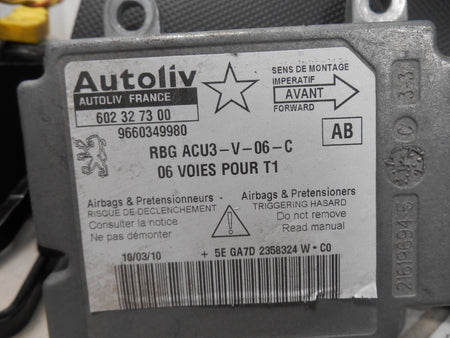 Autoliv
AUTOLIV FRANCE
602 32 73 00
9660349980
SENS DE MONTAGE
IMPERATIF
AVANT
FORWARD
AB
RBG ACU3-V-06-C
06 VOIES POUR T1
Airbags & Pretensionneurs
RISQUE DE DECLENCHEMENT
Consulter la notice
Ne pas démonter
Airbags & Pretensioners
TRIGGERING HASARD
Do not remove
Read manual
10/03/10
+ 5E GA7D 2358324 W · C0